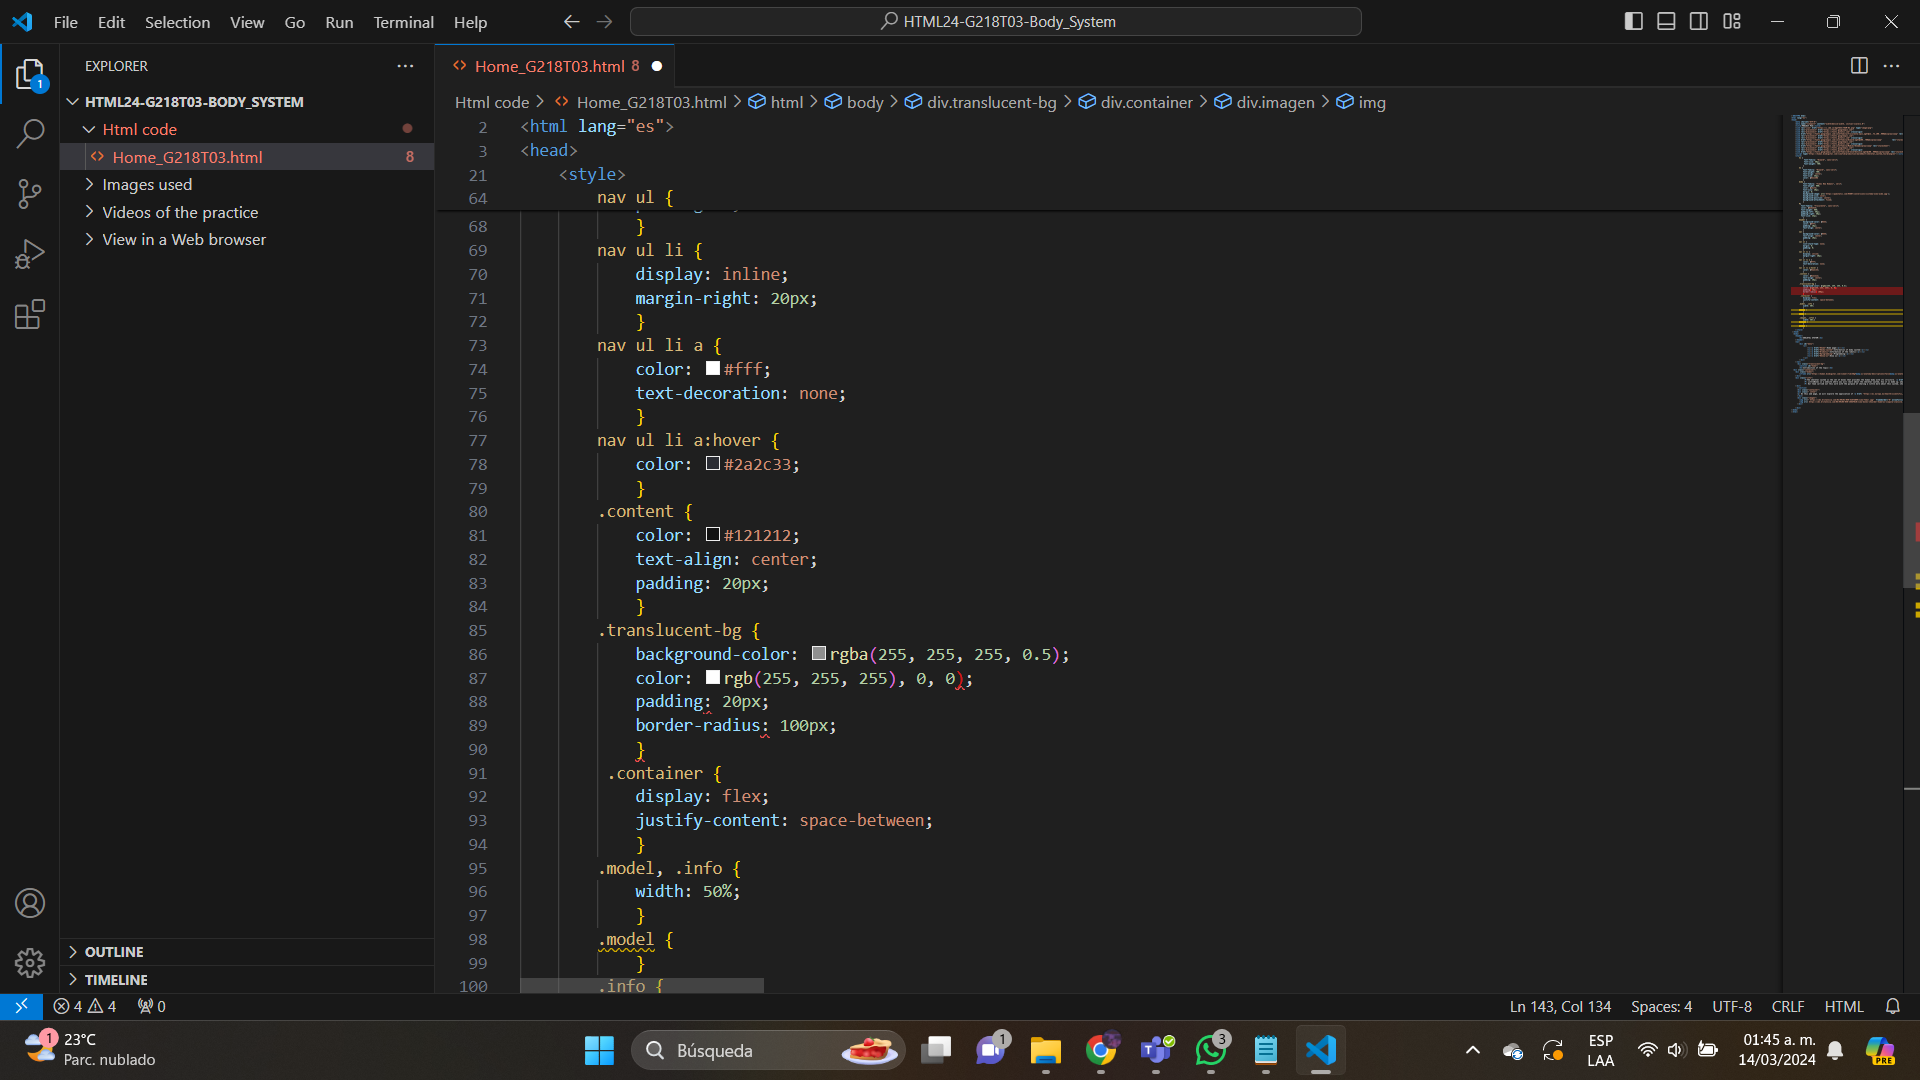 File Edit Selection View Go Run Terminal Help
HTML24-G218T03-Body_System
EXPLORER
HTML24-G218T03-BODY_SYSTEM
Html code
Home_G218T03.html 8
Images used
Videos of the practice
View in a Web browser
OUTLINE
TIMELINE
1
Home_G218T03.html 8
Html code > Home_G218T03.html > html > body > div.translucent-bg > div.container > div.imagen > img
2 <html lang="es">
3 <head>
21 <style>
64 nav ul {
68 }
69 nav ul li {
70 display: inline;
71 margin-right: 20px;
72 }
73 nav ul li a {
74 color: #fff;
75 text-decoration: none;
76 }
77 nav ul li a:hover {
78 color: #2a2c33;
79 }
80 .content {
81 color: #121212;
82 text-align: center;
83 padding: 20px;
84 }
85 .translucent-bg {
86 background-color: rgba(255, 255, 255, 0.5);
87 color: rgb(255, 255, 255), 0, 0);
88 padding: 20px;
89 border-radius: 100px;
90 }
91 .container {
92 display: flex;
93 justify-content: space-between;
94 }
95 .model, .info {
96 width: 50%;
97 }
98 .model {
99 }
100 .info {
4 4 0
Ln 143, Col 134 Spaces: 4 UTF-8 CRLF HTML
1 23°C
Parc. nublado
Búsqueda
1
3
ESP
LAA
01:45 a. m.
14/03/2024
PRE